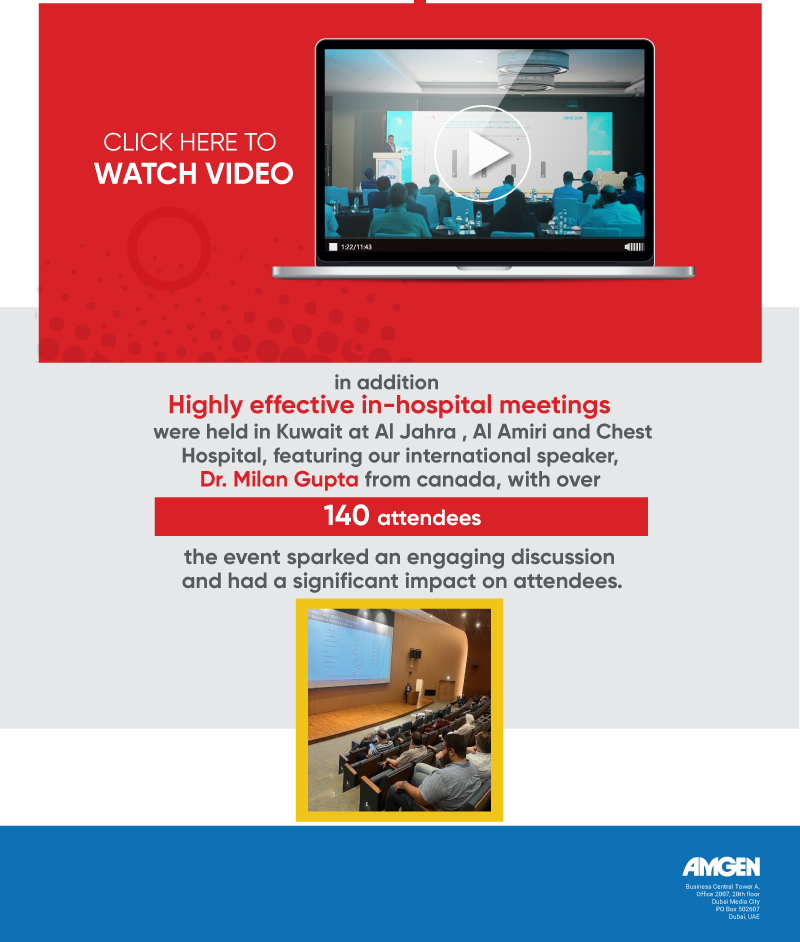 CLICK HERE TO
WATCH VIDEO
AMGEN
AMGEN
1:22/11:43
in addition
Highly effective in-hospital meetings
were held in Kuwait at Al Jahra , Al Amiri and Chest
Hospital, featuring our international speaker,
Dr. Milan Gupta from canada, with over
140 attendees
the event sparked an engaging discussion
and had a significant impact on attendees.
AMGEN
Business Central Tower A,
Office 2007, 20th floor
Dubai Media City
PO Box 502607
Dubai, UAE